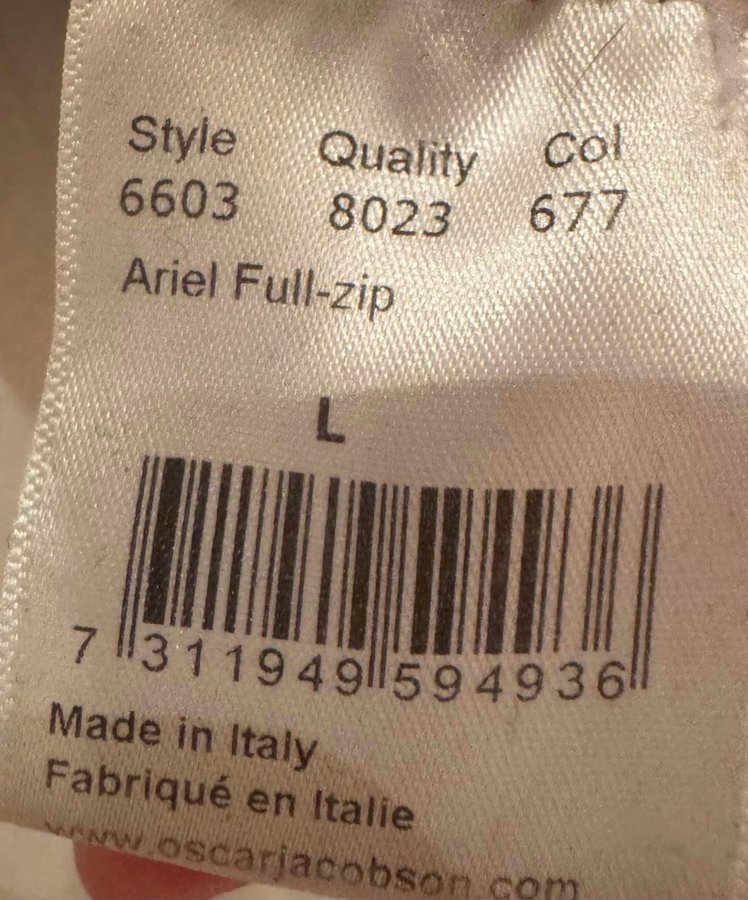 Style Quality Col
6603 8023 677
Ariel Full-zip
L
7 311949 594936
Made in Italy
Fabriqué en Italie
www.oscarjacobson.com